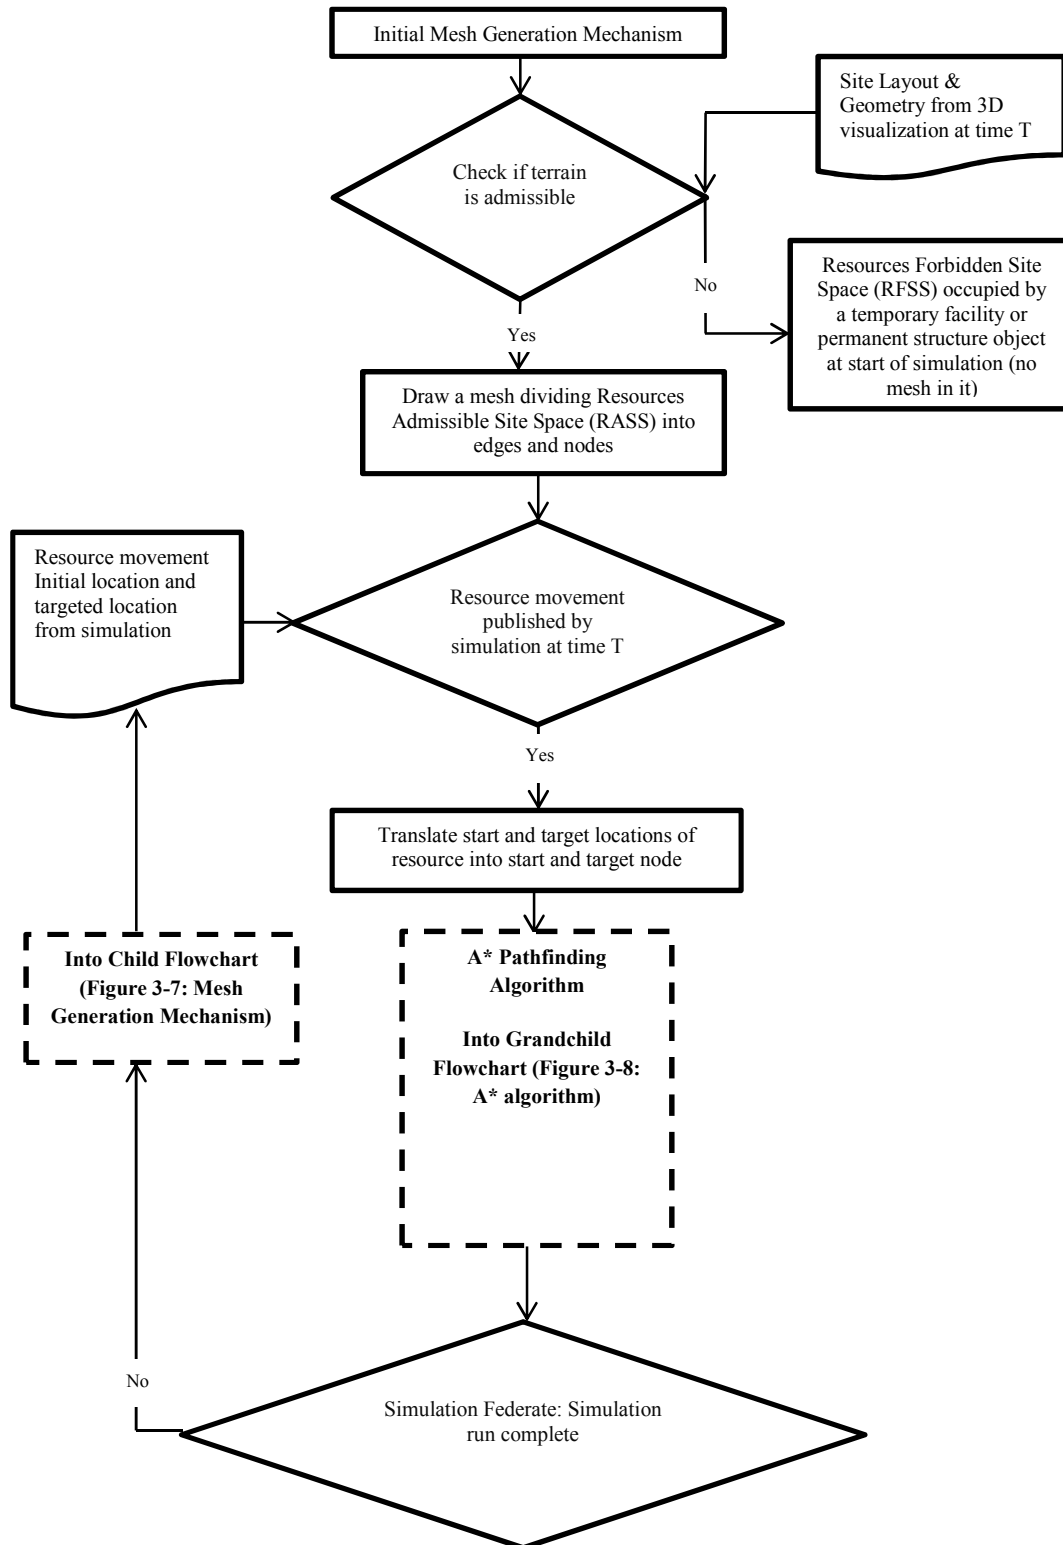 Initial Mesh Generation Mechanism
Site Layout &
Geometry from 3D
visualization at time T
Check if terrain
is admissible
No
Resources Forbidden Site
Space (RFSS) occupied by
a temporary facility or
permanent structure object
at start of simulation (no
mesh in it)
Yes
Draw a mesh dividing Resources
Admissible Site Space (RASS) into
edges and nodes
Resource movement
Initial location and
targeted location
from simulation
Resource movement
published by
simulation at time T
Yes
Translate start and target locations of
resource into start and target node
Into Child Flowchart
(Figure 3-7: Mesh
Generation Mechanism)
A* Pathfinding
Algorithm
Into Grandchild
Flowchart (Figure 3-8:
A* algorithm)
No
Simulation Federate: Simulation
run complete